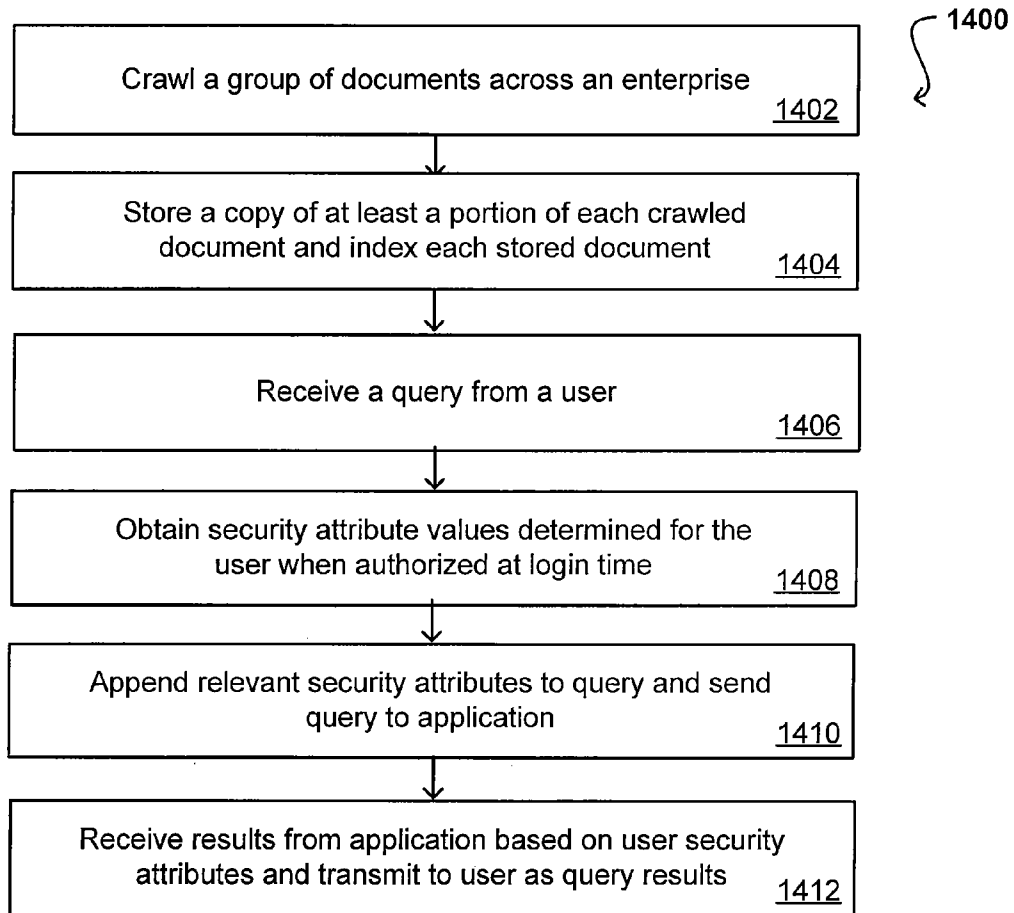 1400
Crawl a group of documents across an enterprise
1402
Store a copy of at least a portion of each crawled
document and index each stored document
1404
Receive a query from a user
1406
Obtain security attribute values determined for the
user when authorized at login time
1408
Append relevant security attributes to query and send
query to application
1410
Receive results from application based on user security
attributes and transmit to user as query results
1412